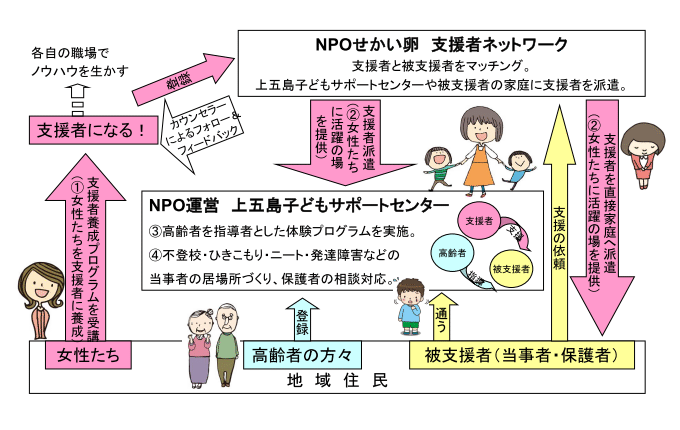 NPOせかい卵　支援者ネットワーク
支援者と被支援者をマッチング。
上五島子どもサポートセンターや被支援者の家庭に支援者を派遣。
各自の職場で
ノウハウを生かす
登録
カウンセラー
によるフォロー＆
フィードバック
支援者になる！
支援者派遣
（②女性たち
に活躍の場
を提供）
支援者を直接家庭へ派遣
（②女性たちに活躍の場を提供）
支援者養成プログラムを受講
（①女性たちを支援者に養成）
NPO運営　上五島子どもサポートセンター
③高齢者を指導者とした体験プログラムを実施。
④不登校・ひきこもり・ニート・発達障害などの
当事者の居場所づくり、保護者の相談対応。
支援者
支援
高齢者
被支援者
指導
支援の依頼
登録
通う
女性たち
高齢者の方々
被支援者（当事者・保護者）
地　域　住　民